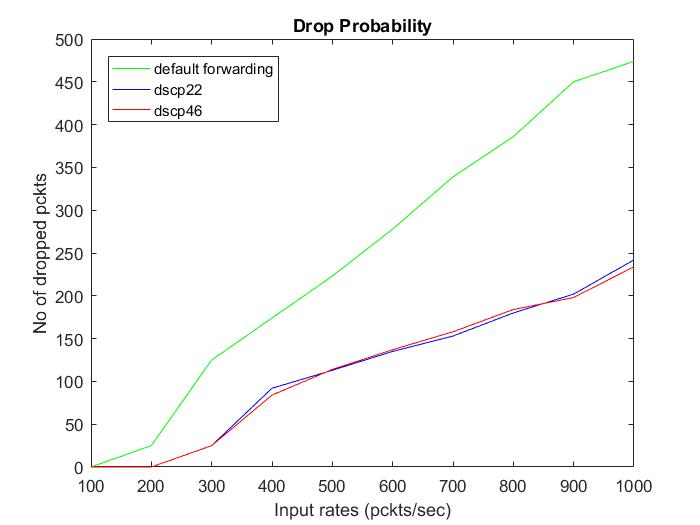 Drop Probability
default forwarding
dscp22
dscp46
No of dropped pckts
500
450
400
350
300
250
200
150
100
50
0
100 200 300 400 500 600 700 800 900 1000
Input rates (pckts/sec)